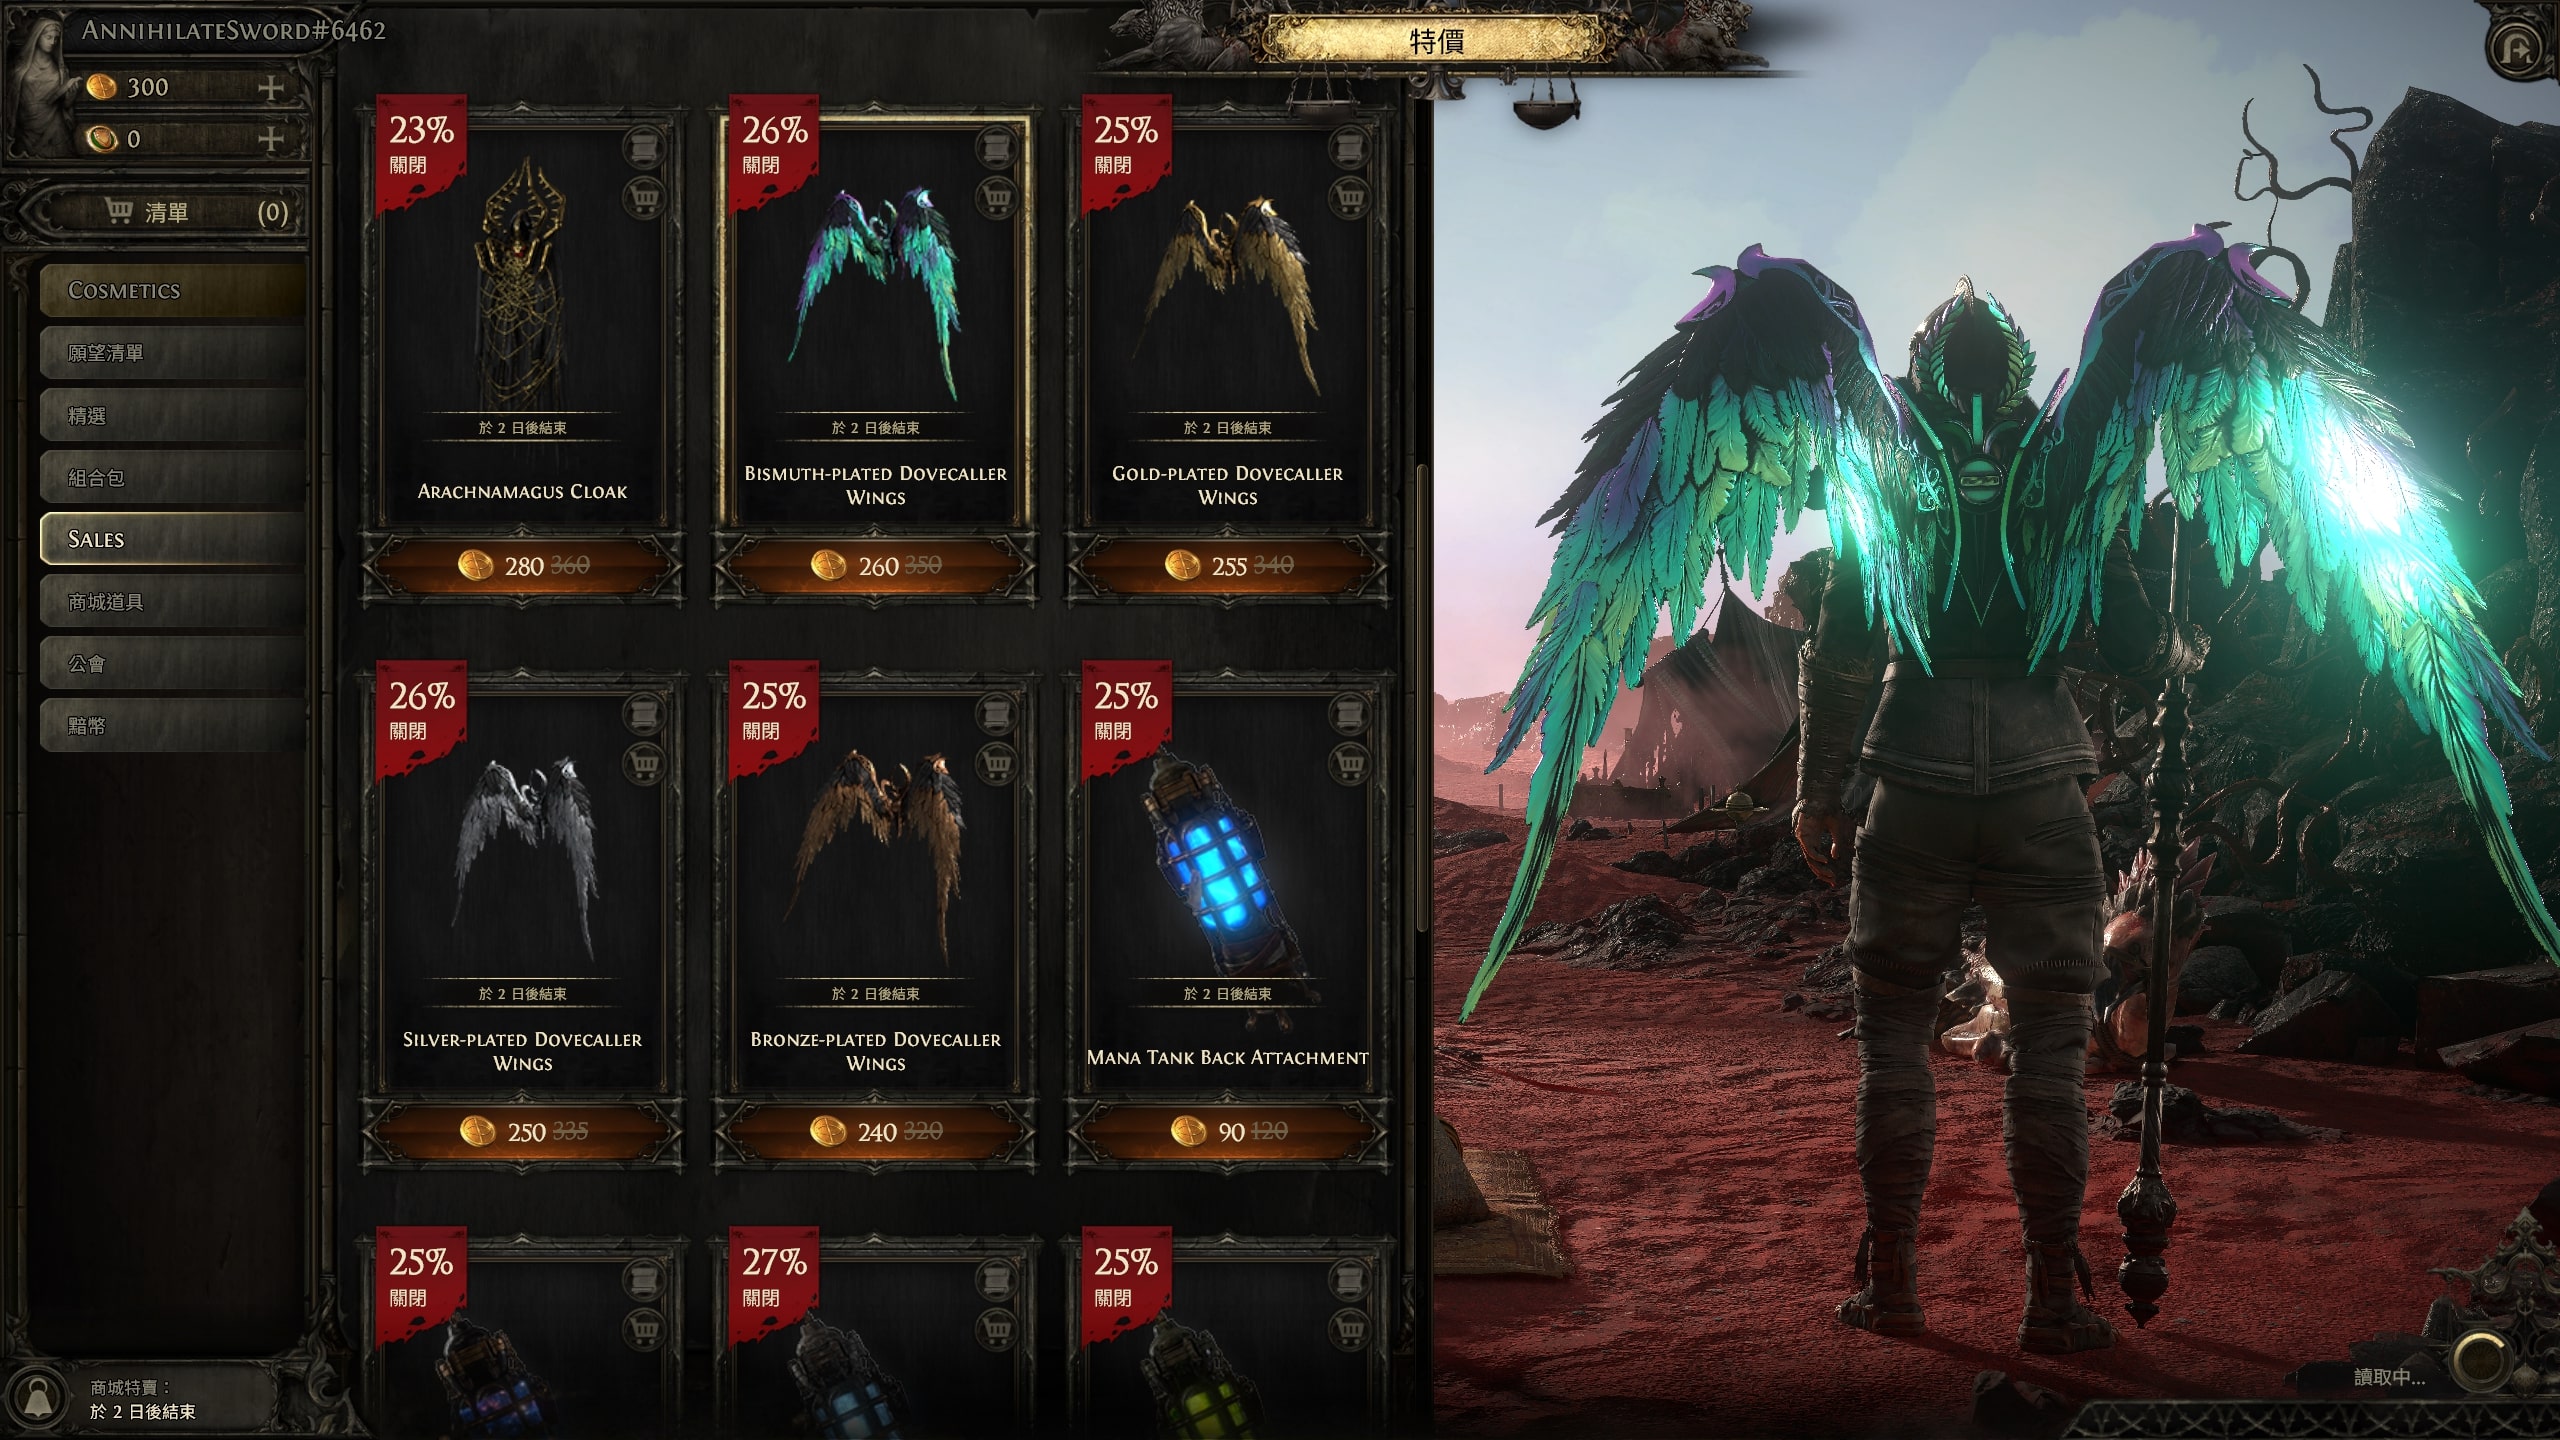 AnnihilateSword#6462
300
0
清單 (0)
Cosmetics
願望清單
精選
組合包
Sales
商城道具
公會
黯幣
商城特賣：
於 2 日後結束
特價
23%
關閉
於 2 日後結束
Arachnamagus Cloak
280 360
26%
關閉
於 2 日後結束
Bismuth-plated Dovecaller
Wings
260 350
25%
關閉
於 2 日後結束
Gold-plated Dovecaller
Wings
255 340
26%
關閉
於 2 日後結束
Silver-plated Dovecaller
Wings
250 335
25%
關閉
於 2 日後結束
Bronze-plated Dovecaller
Wings
240 320
25%
關閉
於 2 日後結束
Mana Tank Back Attachment
90 120
25%
關閉
27%
關閉
25%
關閉
讀取中...